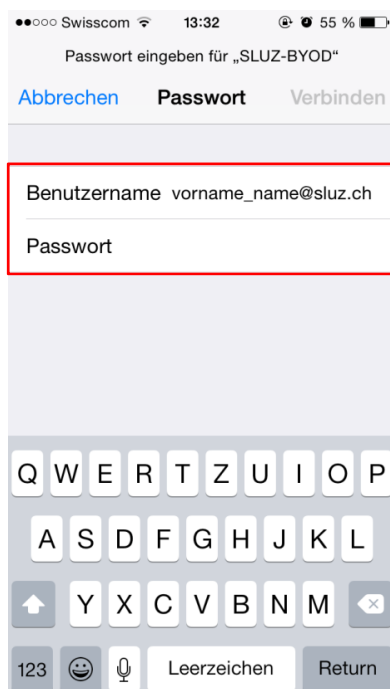 Swisscom 13:32 55 %
Passwort eingeben für „SLUZ-BYOD“
Abbrechen Passwort Verbinden
Benutzername vorname_name@sluz.ch
Passwort
Q W E R T Z U I O P
A S D F G H J K L
Y X C V B N M
123 Leerzeichen Return